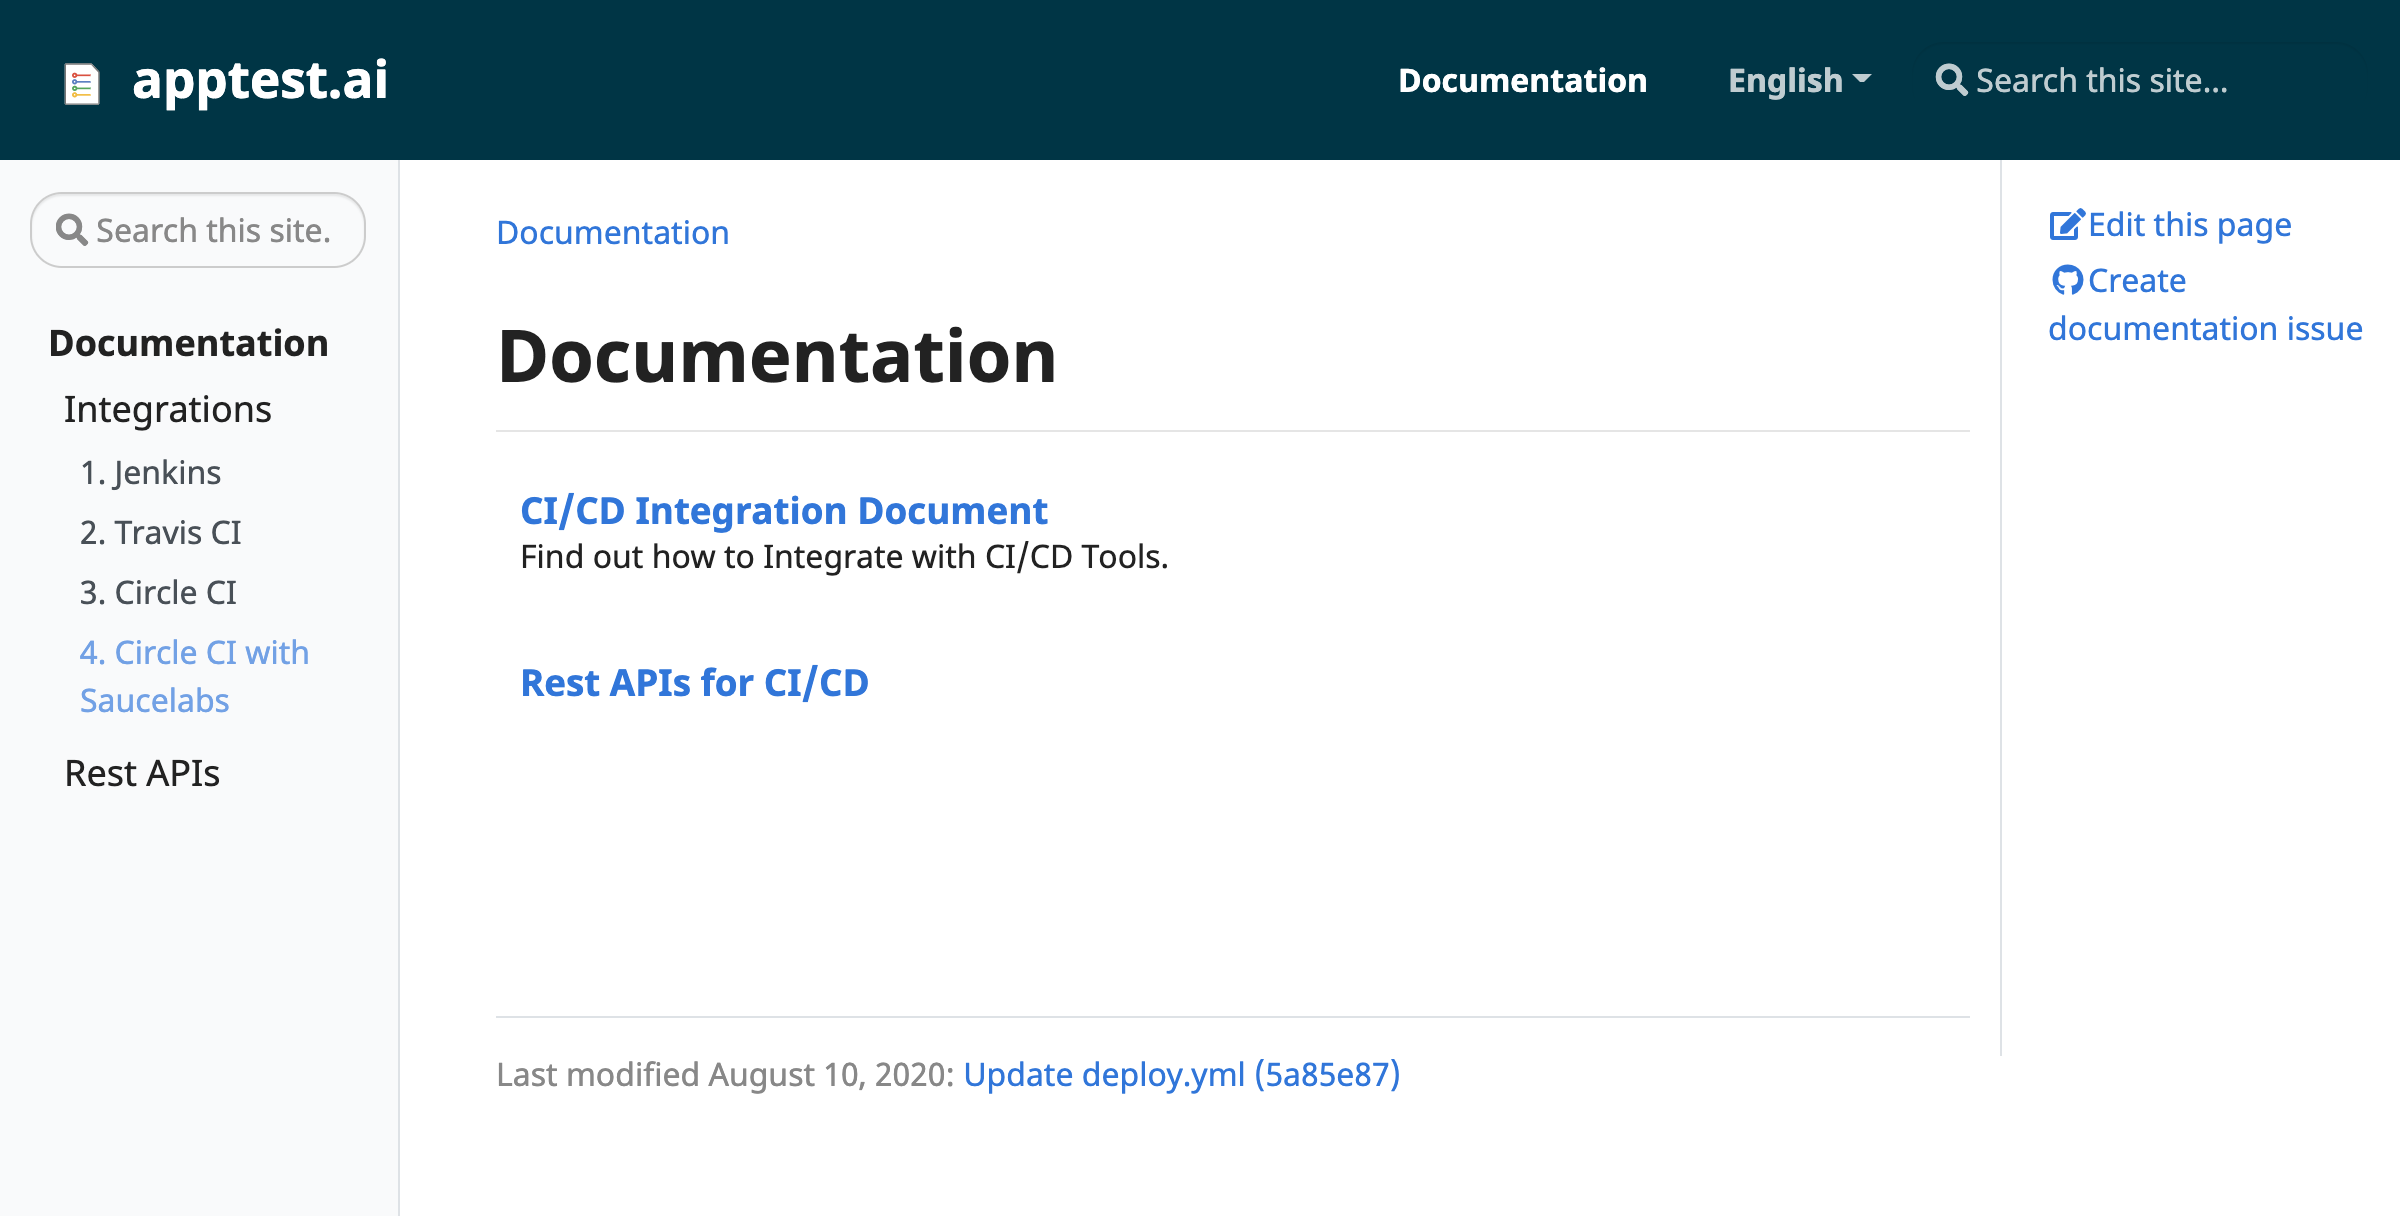 apptest.ai
Documentation
English
Search this site...
Search this site.
Documentation
Integrations
1. Jenkins
2. Travis CI
3. Circle CI
4. Circle CI with
Saucelabs
Rest APIs
Documentation
Documentation
CI/CD Integration Document
Find out how to Integrate with CI/CD Tools.
Rest APIs for CI/CD
Last modified August 10, 2020: Update deploy.yml (5a85e87)
Edit this page
Create
documentation issue